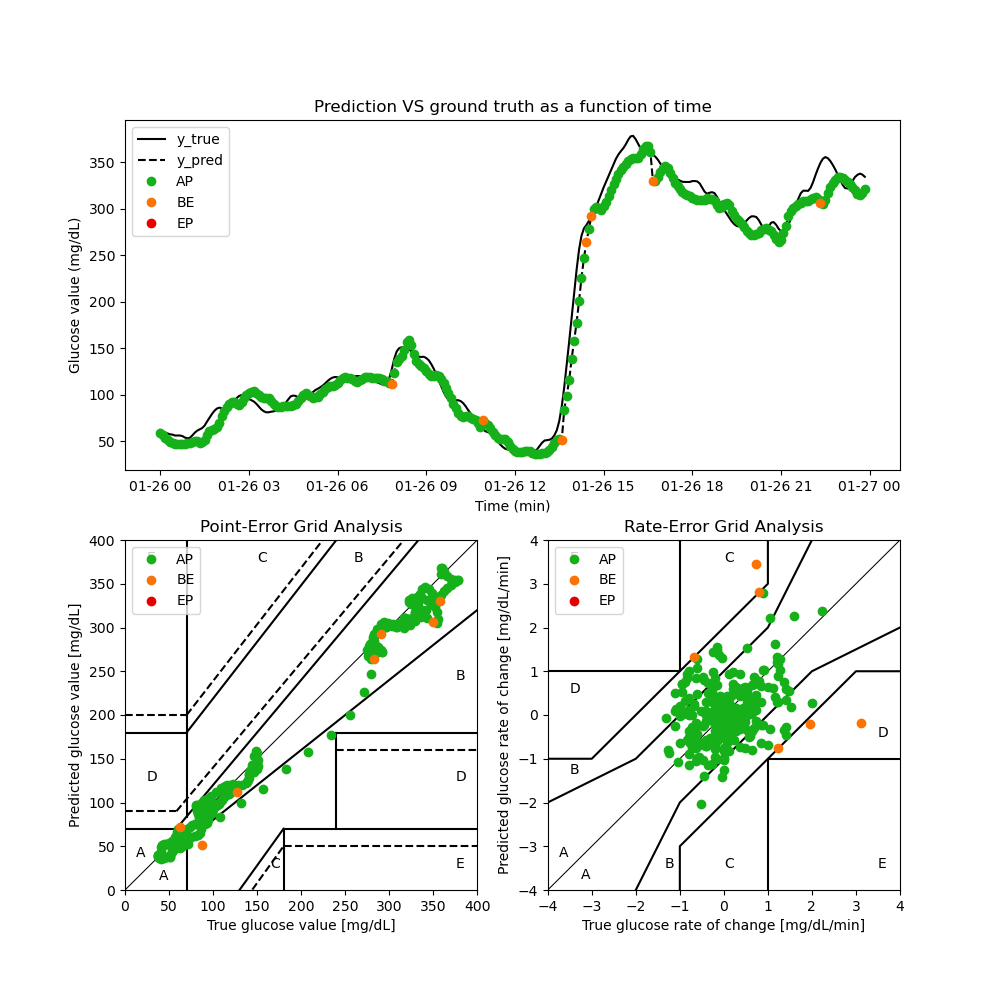 Prediction VS ground truth as a function of time
Glucose value (mg/dL)
350
300
250
200
150
100
50
y_true
y_pred
AP
BE
EP
01-26 00 01-26 03 01-26 06 01-26 09 01-26 12 01-26 15 01-26 18 01-26 21 01-27 00
Time (min)
Point-Error Grid Analysis
Predicted glucose value [mg/dL]
400
350
300
250
200
150
100
50
0
AP
BE
EP
C
B
B
D
D
A
A
C
E
0 50 100 150 200 250 300 350 400
True glucose value [mg/dL]
Rate-Error Grid Analysis
Predicted glucose rate of change [mg/dL/min]
4
3
2
1
0
−1
−2
−3
−4
AP
BE
EP
C
D
D
B
A
A
B
C
E
−4 −3 −2 −1 0 1 2 3 4
True glucose rate of change [mg/dL/min]